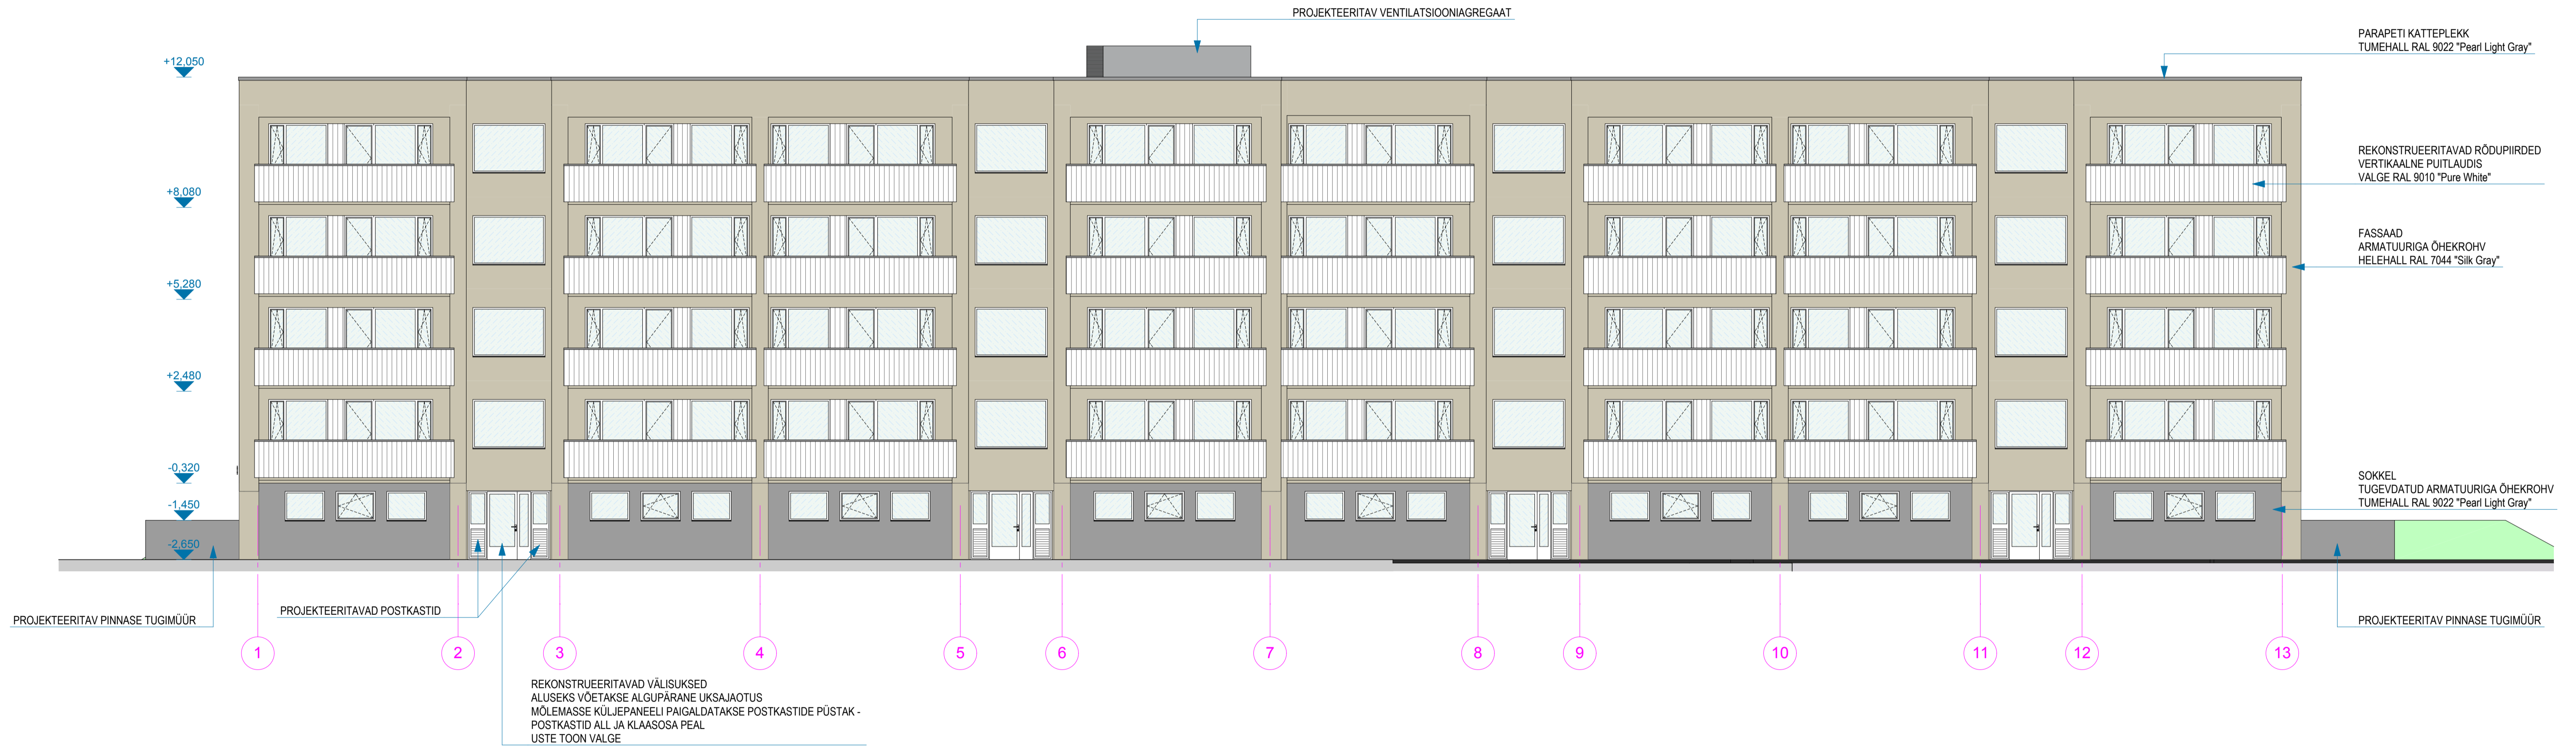 PROJEKTEERITAV VENTILATSIOONIAGREGAAT
PARAPETI KATTEPLEKK
TUMEHALL RAL 9022 "Pearl Light Gray"
+12,050
REKONSTRUEERITAVAD RÕDUPIIRDED
VERTIKAALNE PUITLAUDIS
VALGE RAL 9010 "Pure White"
+8,080
FASSAAD
ARMATUURIGA ÕHEKROHV
HELEHALL RAL 7044 "Silk Gray"
+5,280
+2,480
-0,320
SOKKEL
TUGEVDATUD ARMATUURIGA ÕHEKROHV
TUMEHALL RAL 9022 "Pearl Light Gray"
-1,450
-2,650
PROJEKTEERITAVAD POSTKASTID
PROJEKTEERITAV PINNASE TUGIMÜÜR
PROJEKTEERITAV PINNASE TUGIMÜÜR
1 2 3 4 5 6 7 8 9 10 11 12 13
REKONSTRUEERITAVAD VÄLISUKSED
ALUSEKS VÕETAKSE ALGUPÄRANE UKSAJAOTUS
MÕLEMASSE KÜLJEPANEELI PAIGALDATAKSE POSTKASTIDE PÜSTAK -
POSTKASTID ALL JA KLAASOSA PEAL
USTE TOON VALGE